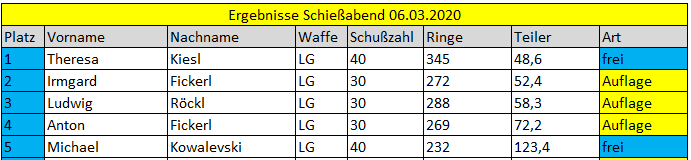 Ergebnisse Schießabend 06.03.2020
Platz Vorname Nachname Waffe Schußzahl Ringe Teiler Art
1 Theresa Kiesl LG 40 345 48,6 frei
2 Irmgard Fickerl LG 30 272 52,4 Auflage
3 Ludwig Röckl LG 30 288 58,3 Auflage
4 Anton Fickerl LG 30 269 72,2 Auflage
5 Michael Kowalevski LG 40 232 123,4 frei